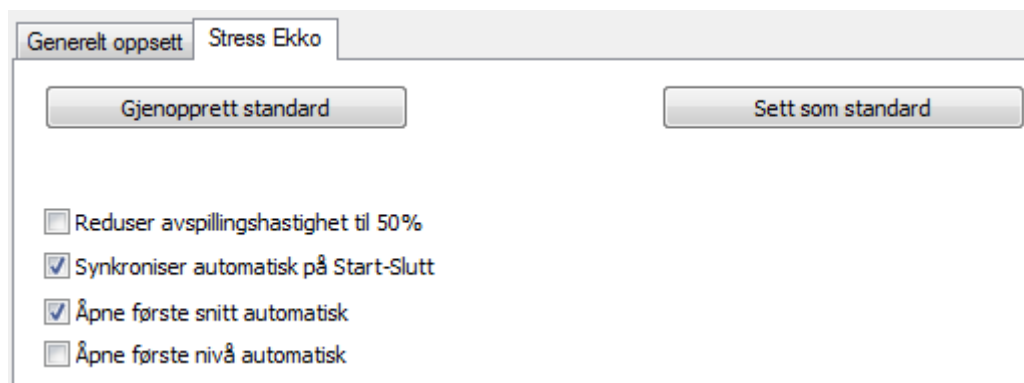 Generelt oppsett Stress Ekko
Gjenopprett standard Sett som standard
Reduser avspillingshastighet til 50%
Synkroniser automatisk på Start-Slutt
Åpne første snitt automatisk
Åpne første nivå automatisk